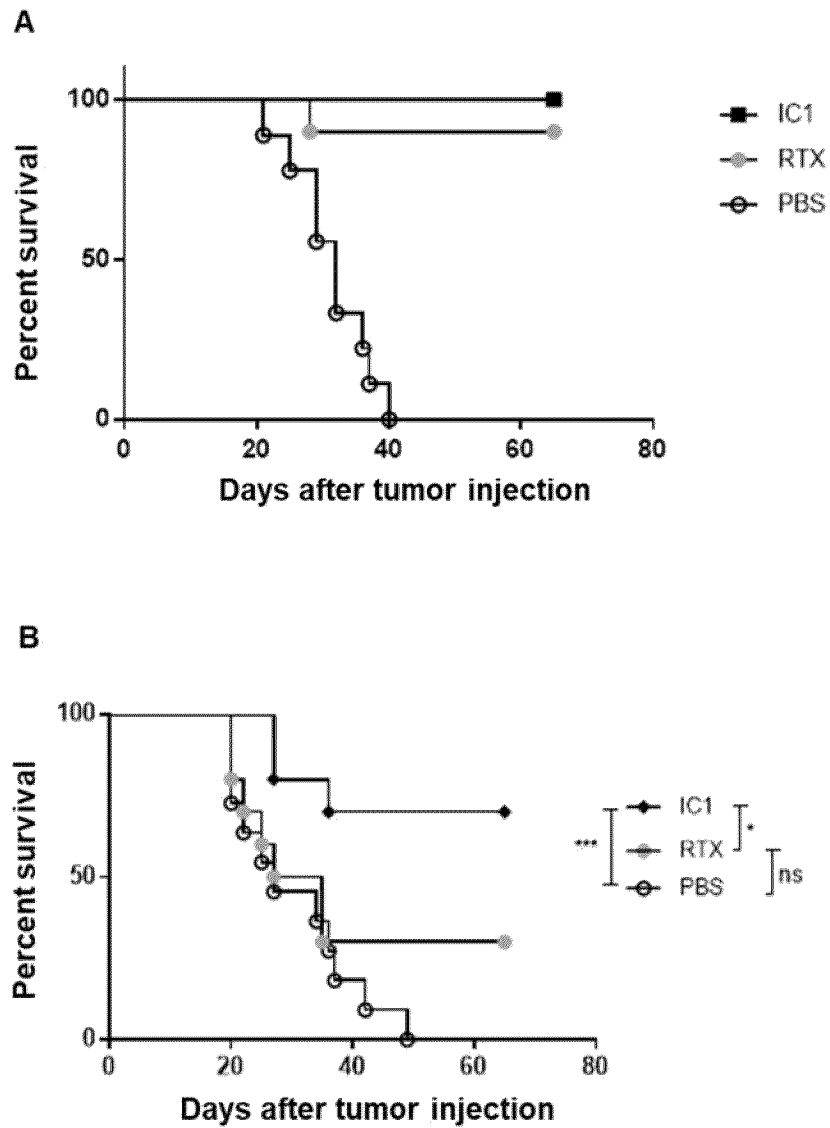 A
Percent survival
100
50
0
0 20 40 60 80
Days after tumor injection
IC1
RTX
PBS
B
Percent survival
100
50
0
0 20 40 60 80
Days after tumor injection
IC1
RTX
PBS
***
*
ns